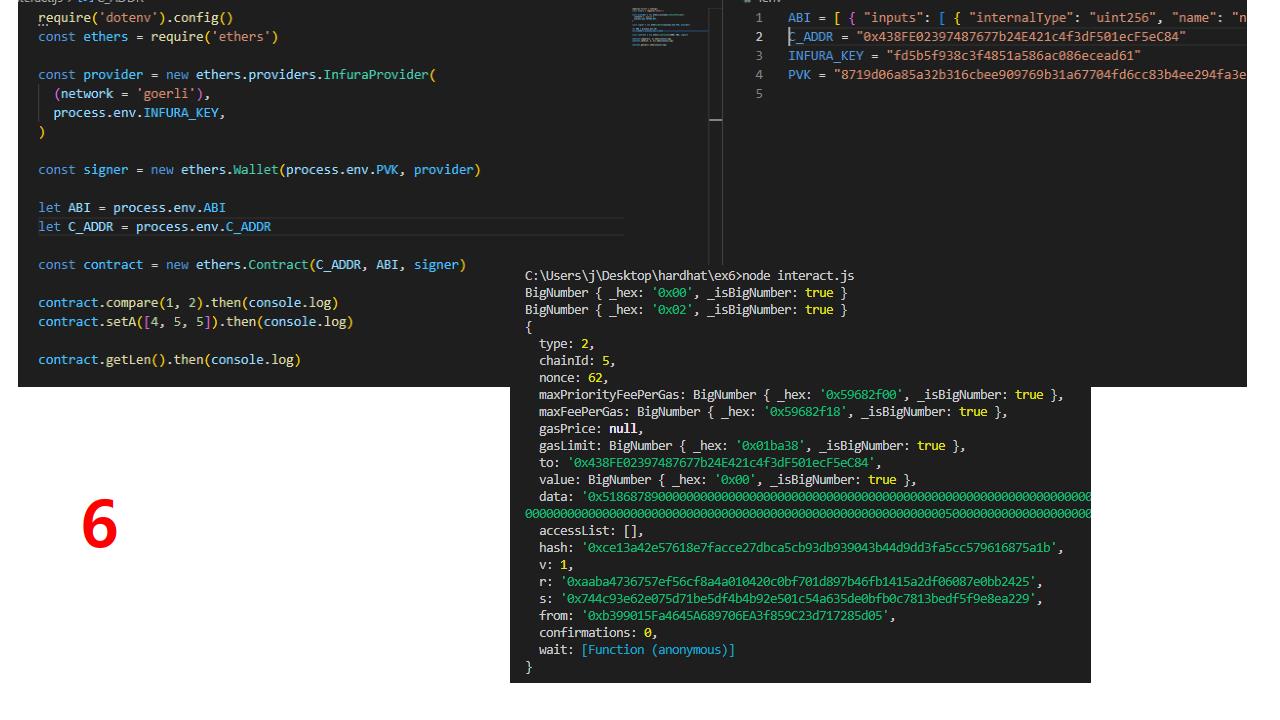 require('dotenv').config()
const ethers = require('ethers')
const provider = new ethers.providers.InfuraProvider(
(network = 'goerli'),
process.env.INFURA_KEY,
)
const signer = new ethers.Wallet(process.env.PVK, provider)
let ABI = process.env.ABI
let C_ADDR = process.env.C_ADDR
const contract = new ethers.Contract(C_ADDR, ABI, signer)
contract.compare(1, 2).then(console.log)
contract.setA([4, 5, 5]).then(console.log)
contract.getLen().then(console.log)
1 ABI = [ { "inputs": [ { "internalType": "uint256", "name": "n
2 C_ADDR = "0x438FE02397487677b24E421c4f3dF501ecF5eC84"
3 INFURA_KEY = "fd5b5f938c3f4851a586ac086ecead61"
4 PVK = "8719d06a85a32b316cbee909769b31a67704fd6cc83b4ee294fa3e
5
C:\Users\j\Desktop\hardhat\ex6>node interact.js
BigNumber { _hex: '0x00', _isBigNumber: true }
BigNumber { _hex: '0x02', _isBigNumber: true }
{
type: 2,
chainId: 5,
nonce: 62,
maxPriorityFeePerGas: BigNumber { _hex: '0x59682f00', _isBigNumber: true },
maxFeePerGas: BigNumber { _hex: '0x59682f18', _isBigNumber: true },
gasPrice: null,
gasLimit: BigNumber { _hex: '0x01ba38', _isBigNumber: true },
to: '0x438FE02397487677b24E421c4f3dF501ecF5eC84',
value: BigNumber { _hex: '0x00', _isBigNumber: true },
data:
accessList: [],
hash: '0xce13a42e57618e7facce27dbca5cb93db939043b44d9dd3fa5cc579616875a1b',
v: 1,
r: '0xaaba4736757ef56cf8a4a010420c0bf701d897b46fb1415a2df06087e0bb2425',
s: '0x744c93e62e075d71be5df4b4b92e501c54a635de0bfb0c7813bedf5f9e8ea229',
from: '0xb399015Fa4645A689706EA3f859C23d717285d05',
confirmations: 0,
wait: [Function (anonymous)]
}
6